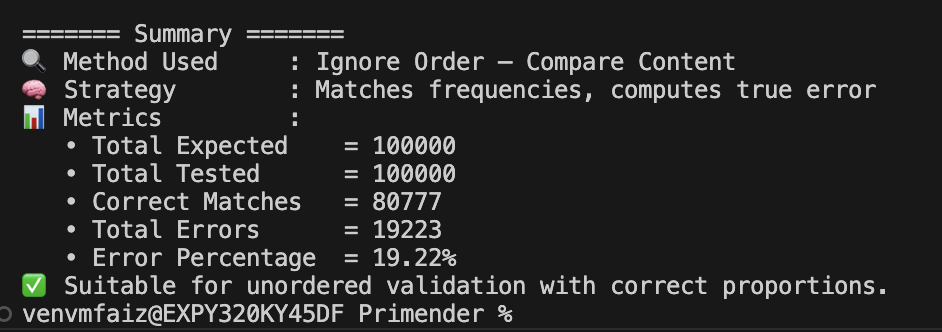 ======= Summary =======
🔍 Method Used : Ignore Order – Compare Content
🧠 Strategy : Matches frequencies, computes true error
📊 Metrics :
• Total Expected = 100000
• Total Tested = 100000
• Correct Matches = 80777
• Total Errors = 19223
• Error Percentage = 19.22%
✅ Suitable for unordered validation with correct proportions.
venvmfaiz@EXPY320KY45DF Primender %